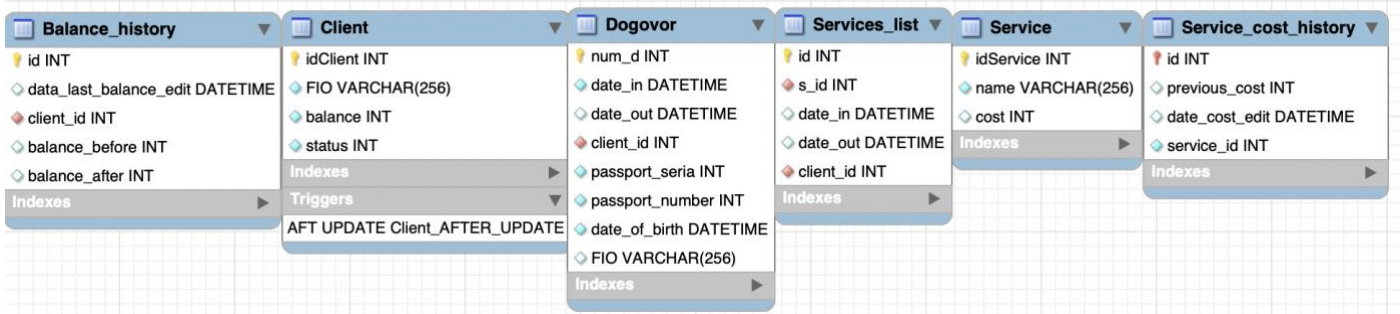 Balance_history
id INT
data_last_balance_edit DATETIME
client_id INT
balance_before INT
balance_after INT
Indexes
Client
idClient INT
FIO VARCHAR(256)
balance INT
status INT
Indexes
Triggers
AFT UPDATE Client_AFTER_UPDATE
Dogovor
num_d INT
date_in DATETIME
date_out DATETIME
client_id INT
passport_seria INT
passport_number INT
date_of_birth DATETIME
FIO VARCHAR(256)
Indexes
Services_list
id INT
s_id INT
date_in DATETIME
date_out DATETIME
client_id INT
Indexes
Service
idService INT
name VARCHAR(256)
cost INT
Indexes
Service_cost_history
id INT
previous_cost INT
date_cost_edit DATETIME
service_id INT
Indexes